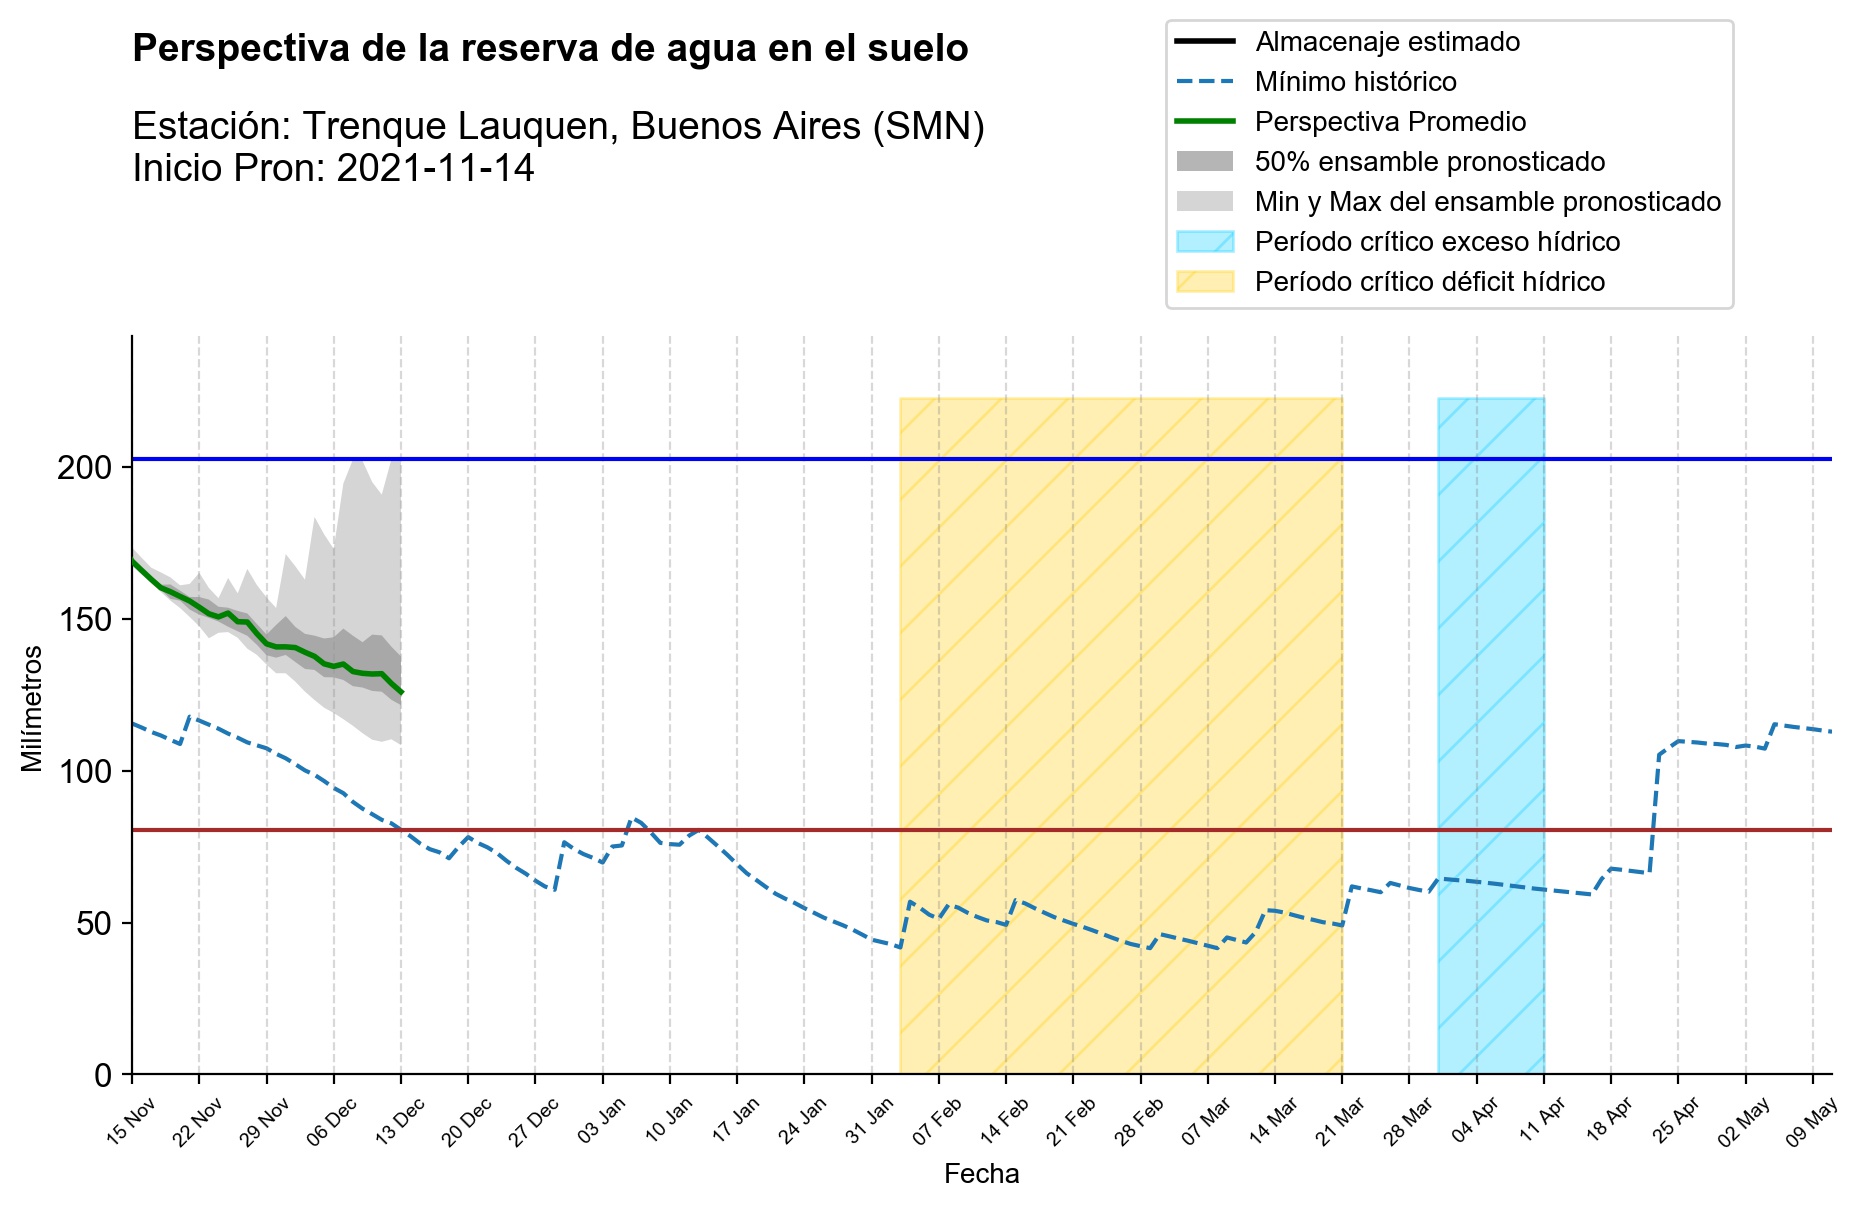 Perspectiva de la reserva de agua en el suelo
Estación: Trenque Lauquen, Buenos Aires (SMN)
Inicio Pron: 2021-11-14
Almacenaje estimado
Mínimo histórico
Perspectiva Promedio
50% ensamble pronosticado
Min y Max del ensamble pronosticado
Período crítico exceso hídrico
Período crítico déficit hídrico
Milímetros
200
150
100
50
0
15 Nov
22 Nov
29 Nov
06 Dec
13 Dec
20 Dec
27 Dec
03 Jan
10 Jan
17 Jan
24 Jan
31 Jan
07 Feb
14 Feb
21 Feb
28 Feb
07 Mar
14 Mar
21 Mar
28 Mar
04 Apr
11 Apr
18 Apr
25 Apr
02 May
09 May
Fecha